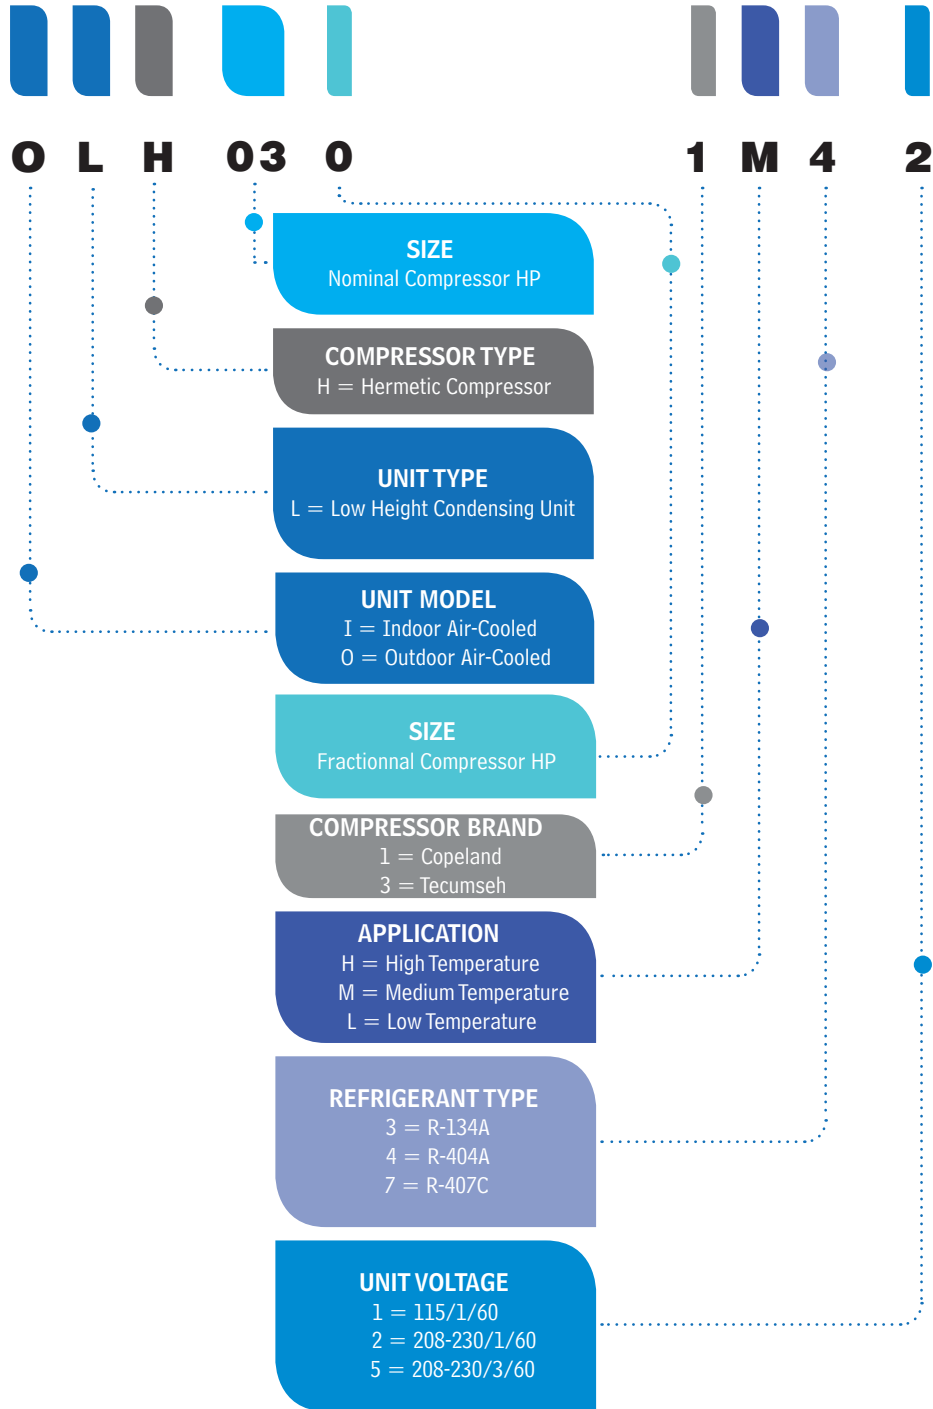 O L H 03 0 1 M 4 2
SIZE
Nominal Compressor HP
COMPRESSOR TYPE
H = Hermetic Compressor
UNIT TYPE
L = Low Height Condensing Unit
UNIT MODEL
I = Indoor Air-Cooled
O = Outdoor Air-Cooled
SIZE
Fractionnal Compressor HP
COMPRESSOR BRAND
1 = Copeland
3 = Tecumseh
APPLICATION
H = High Temperature
M = Medium Temperature
L = Low Temperature
REFRIGERANT TYPE
3 = R-134A
4 = R-404A
7 = R-407C
UNIT VOLTAGE
1 = 115/1/60
2 = 208-230/1/60
5 = 208-230/3/60